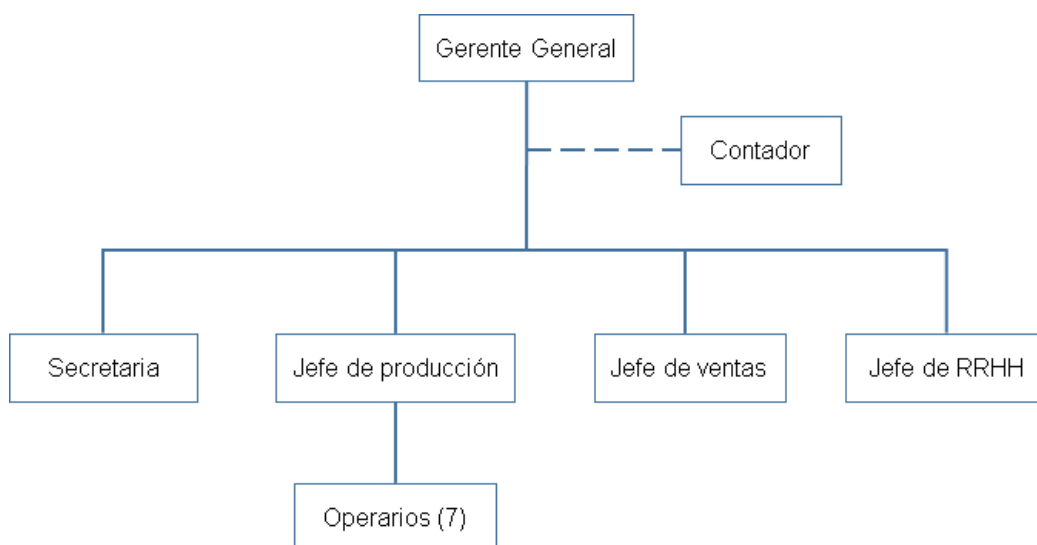 Gerente General
Contador
Secretaria
Jefe de producción
Jefe de ventas
Jefe de RRHH
Operarios (7)